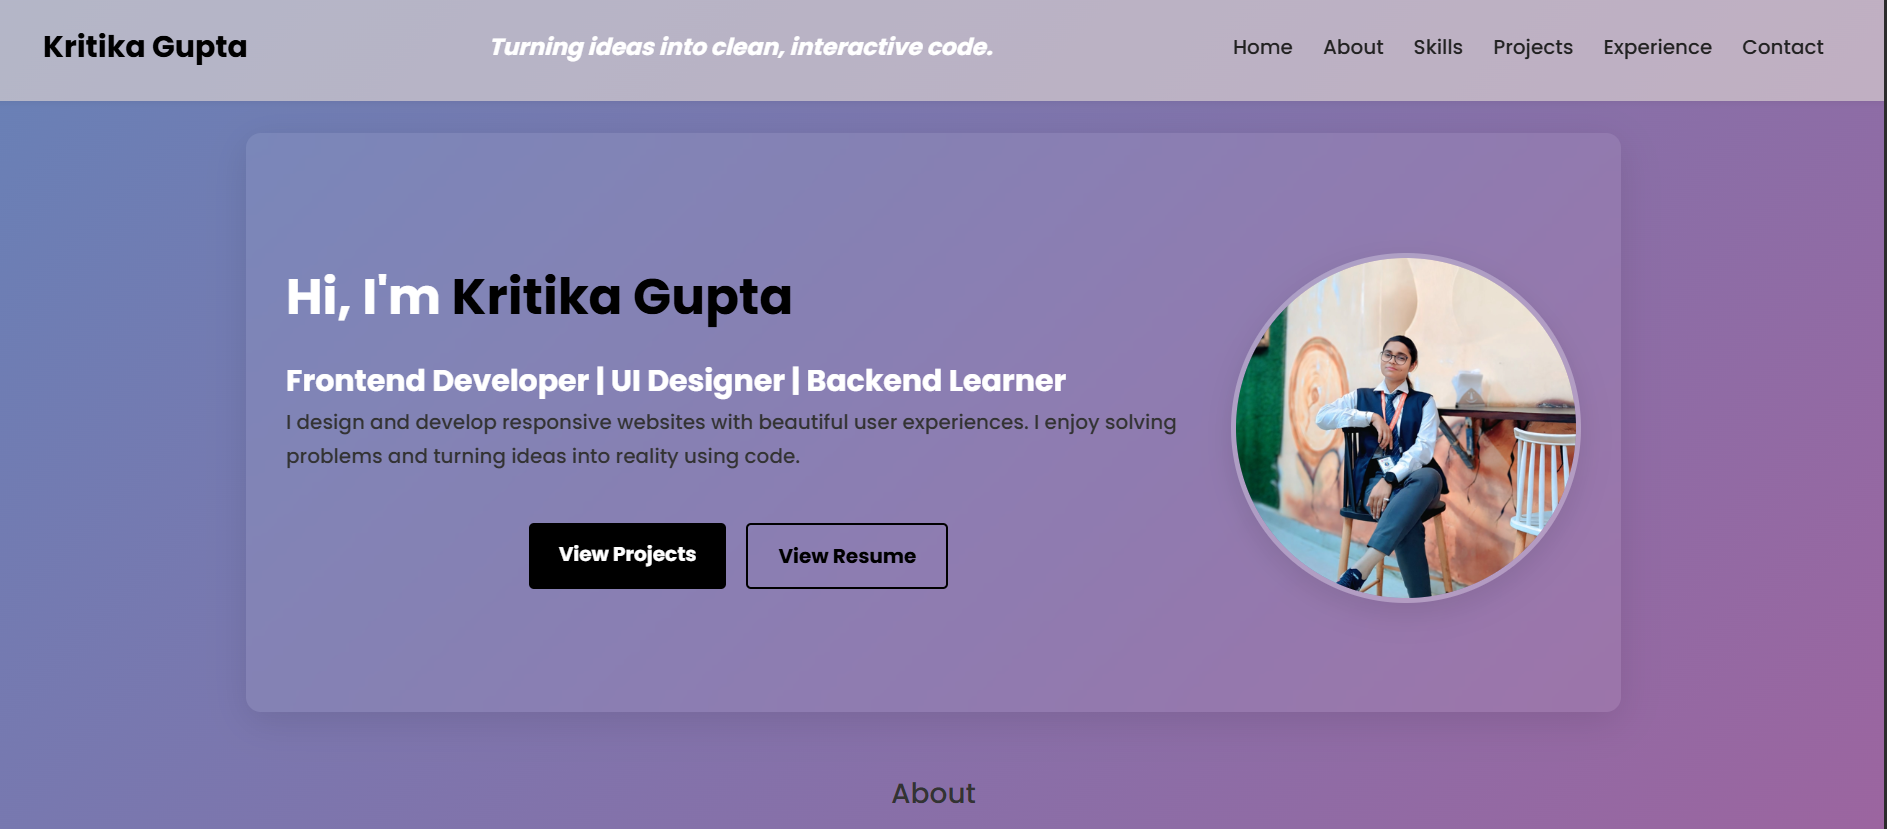 Kritika Gupta
Turning ideas into clean, interactive code.
Home About Skills Projects Experience Contact
Hi, I'm Kritika Gupta
Frontend Developer | UI Designer | Backend Learner
I design and develop responsive websites with beautiful user experiences. I enjoy solving
problems and turning ideas into reality using code.
View Projects View Resume
About